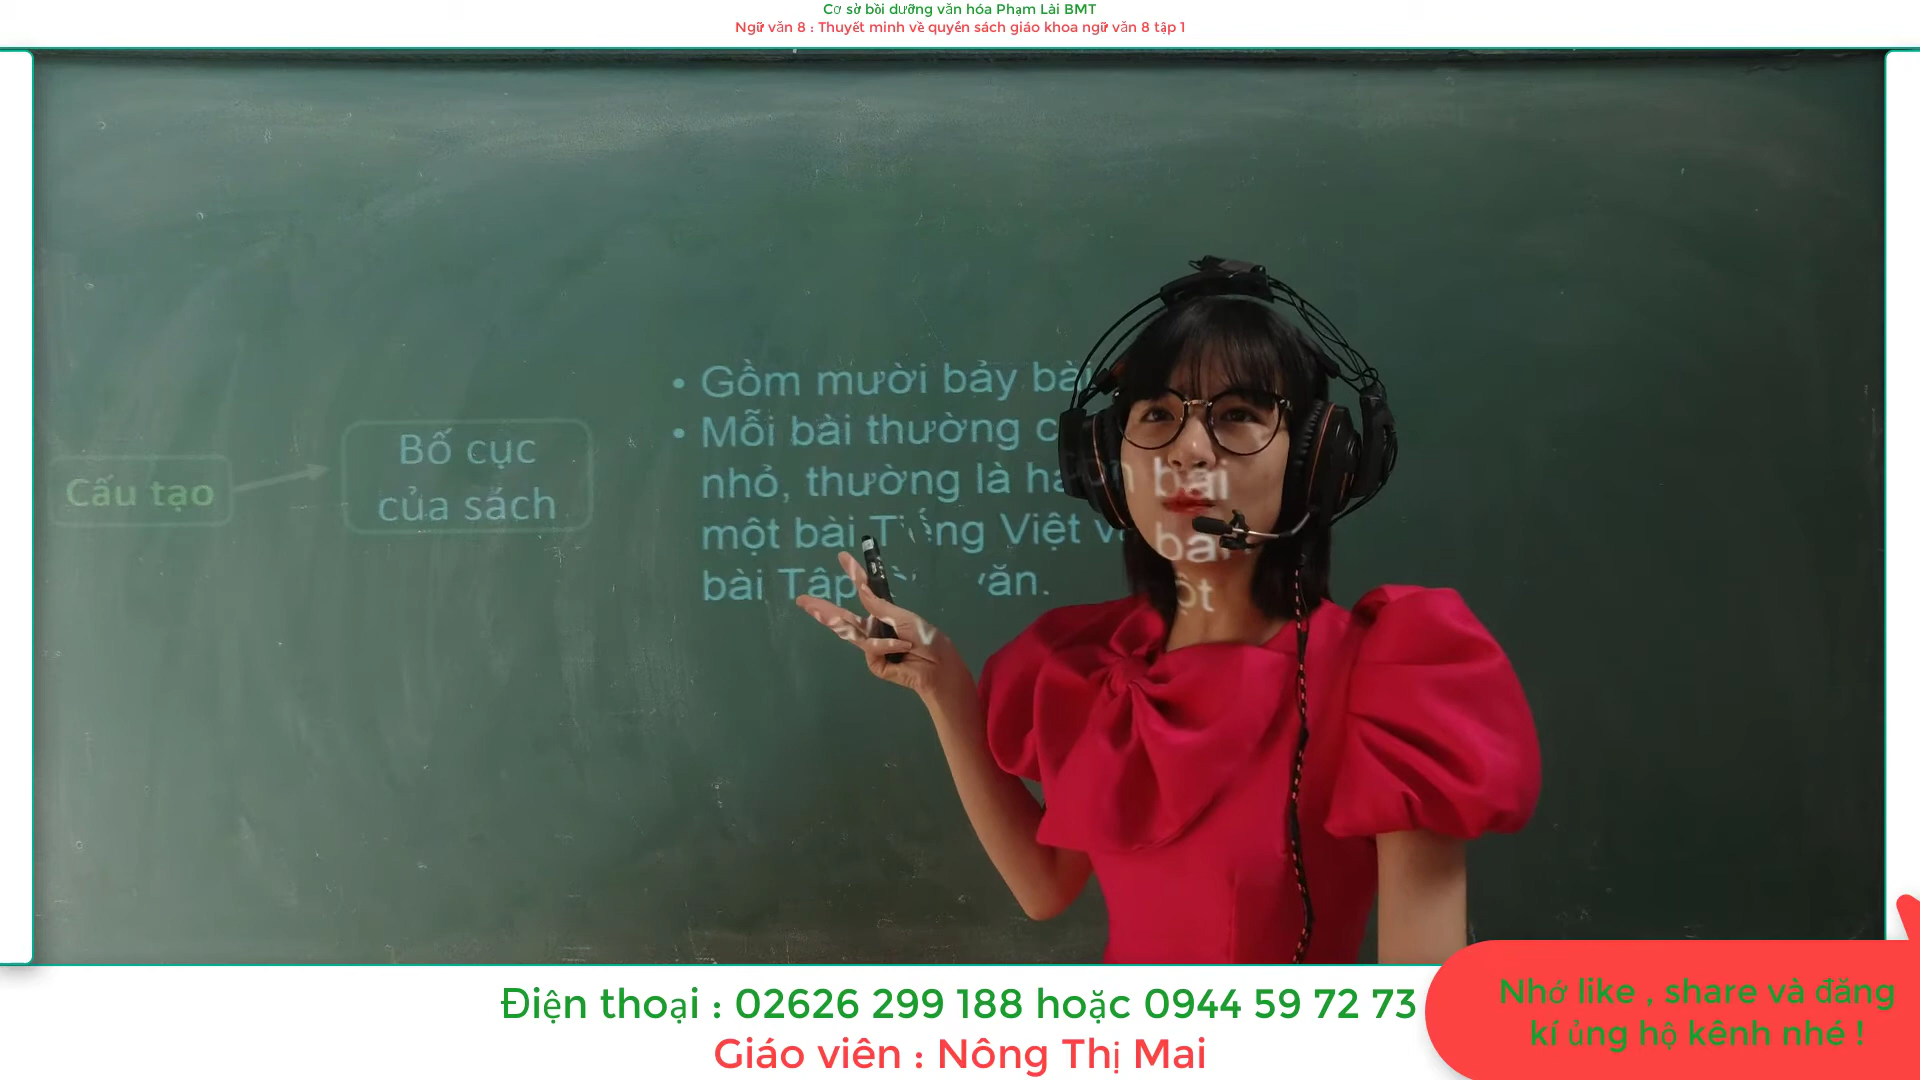 Cơ sở bồi dưỡng văn hóa Phạm Lài BMT
Ngữ văn 8 : Thuyết minh về quyển sách giáo khoa ngữ văn 8 tập 1
Cấu tạo
Bố cục
của sách
• Gồm mười bảy bài
• Mỗi bài thường
nhỏ, thường là
một bài Tiếng Việt
bài Tập văn.
bài
Điện thoại : 02626 299 188 hoặc 0944 59 72 73
Giáo viên : Nông Thị Mai
Nhớ like , share và đăng
kí ủng hộ kênh nhé !